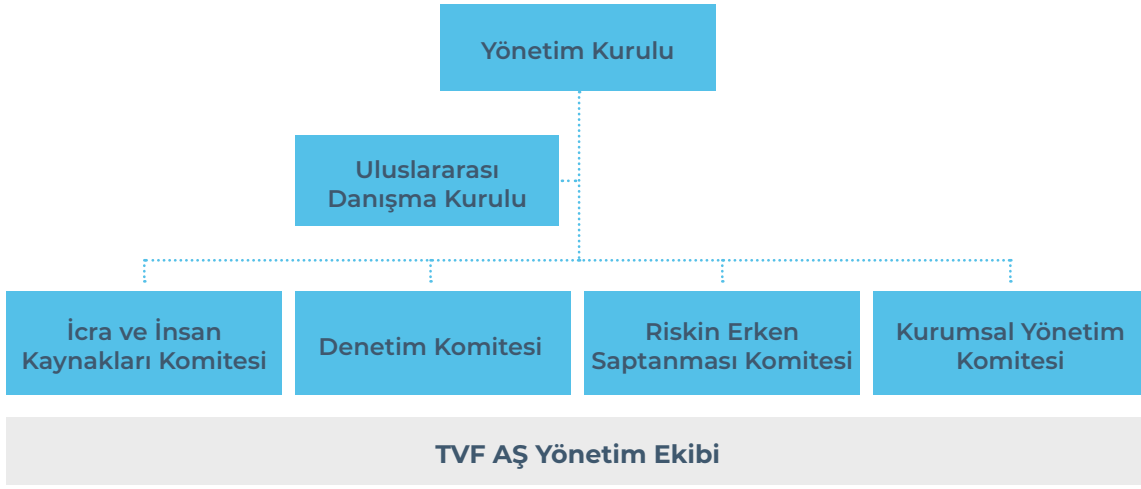 Yönetim Kurulu
Uluslararası
Danışma Kurulu
İcra ve İnsan
Kaynakları Komitesi
Denetim Komitesi
Riskin Erken
Saptanması Komitesi
Kurumsal Yönetim
Komitesi
TVF AŞ Yönetim Ekibi